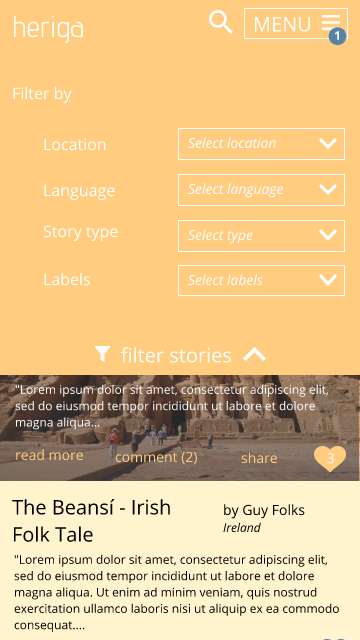 heriga
MENU
1
Filter by
Location
Select location
Language
Select language
Story type
Select type
Labels
Select labels
filter stories
"Lorem ipsum dolor sit amet, consectetur adipiscing elit,
sed do eiusmod tempor incididunt ut labore et dolore
magna aliqua...
read more
comment (2)
share
3
The Beansí - Irish
Folk Tale
by Guy Folks
Ireland
"Lorem ipsum dolor sit amet, consectetur adipiscing elit,
sed do eiusmod tempor incididunt ut labore et dolore
magna aliqua. Ut enim ad minim veniam, quis nostrud
exercitation ullamco laboris nisi ut aliquip ex ea commodo
consequat....